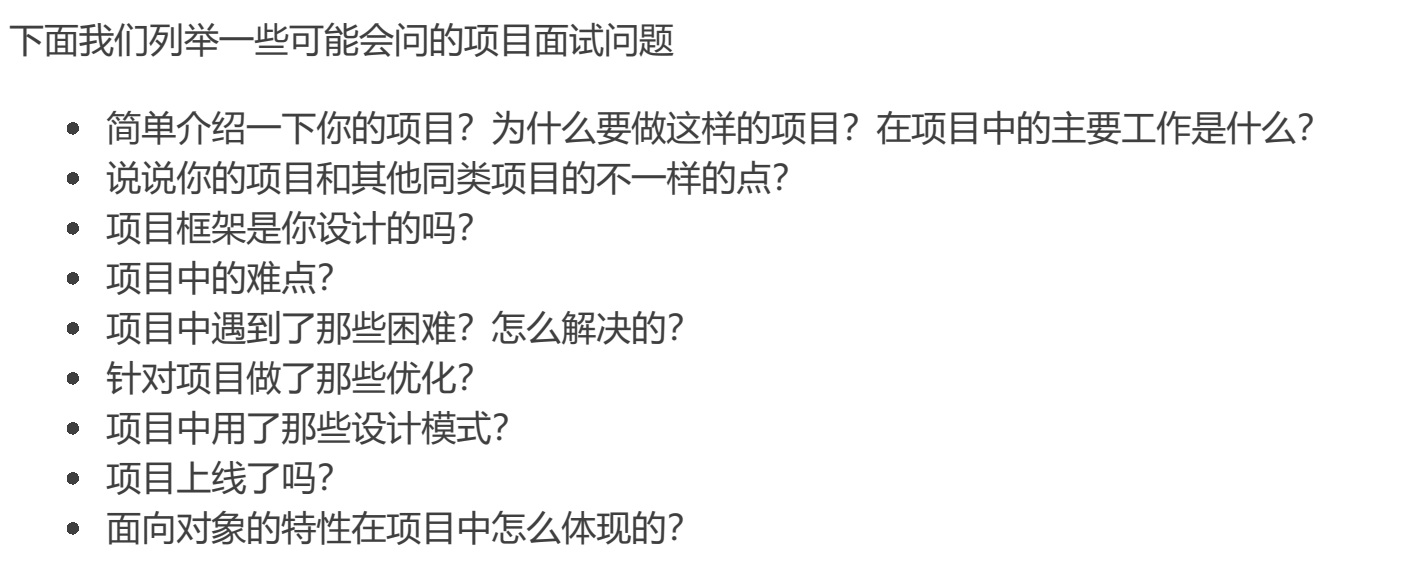 下面我们列举一些可能会问的项目面试问题
• 简单介绍一下你的项目？为什么要做这样的项目？在项目中的主要工作是什么？
• 说说你的项目和其他同类项目的不一样的点？
• 项目框架是你设计的吗？
• 项目中的难点？
• 项目中遇到了那些困难？怎么解决的？
• 针对项目做了那些优化？
• 项目中用了那些设计模式？
• 项目上线了吗？
• 面向对象的特性在项目中怎么体现的？